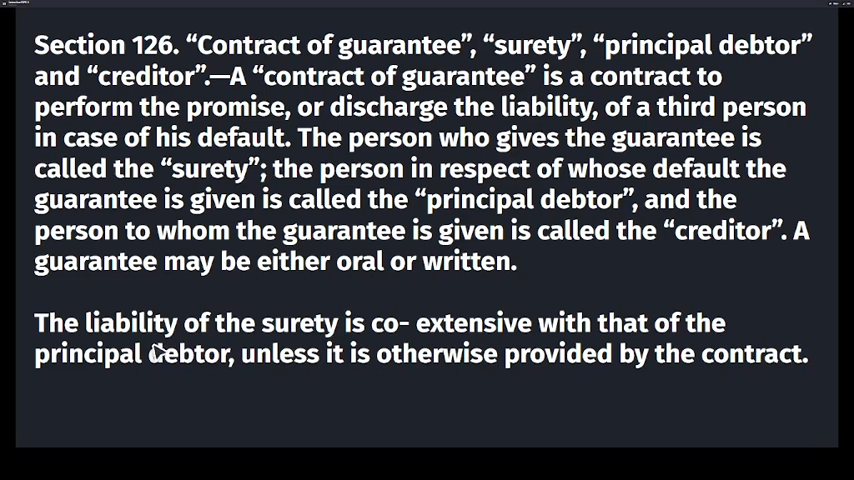 Section 126. “Contract of guarantee”, “surety”, “principal debtor”
and “creditor”.—A “contract of guarantee” is a contract to
perform the promise, or discharge the liability, of a third person
in case of his default. The person who gives the guarantee is
called the “surety”; the person in respect of whose default the
guarantee is given is called the “principal debtor”, and the
person to whom the guarantee is given is called the “creditor”. A
guarantee may be either oral or written.
The liability of the surety is co- extensive with that of the
principal debtor, unless it is otherwise provided by the contract.